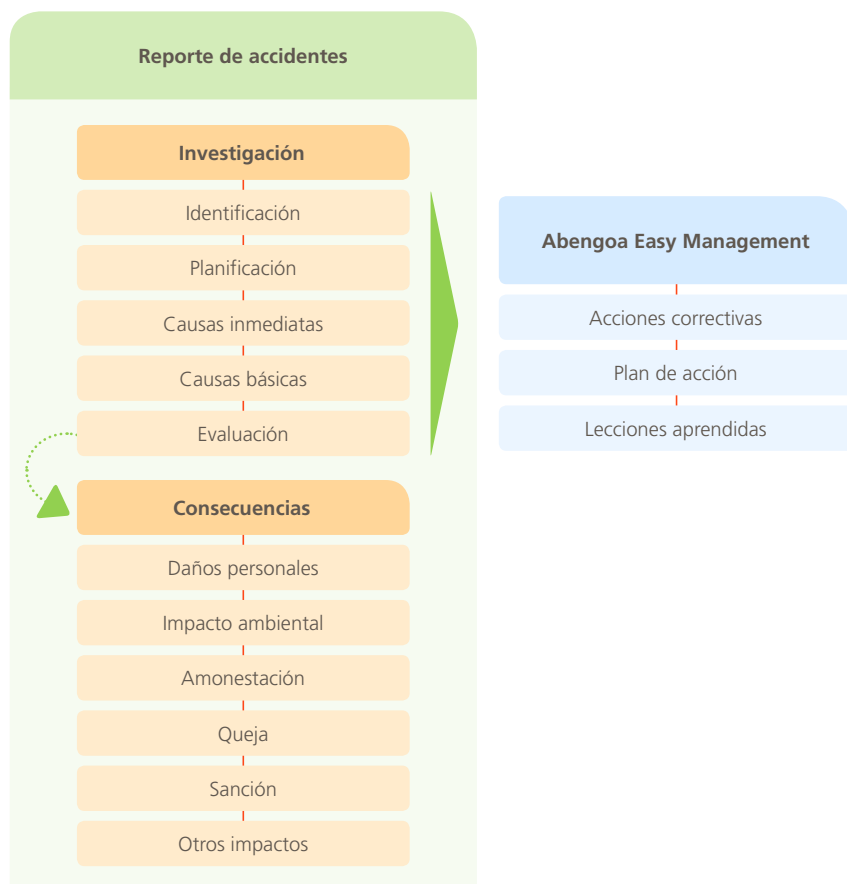 Reporte de accidentes
Investigación
Identificación
Planificación
Causas inmediatas
Causas básicas
Evaluación
Consecuencias
Daños personales
Impacto ambiental
Amonestación
Queja
Sanción
Otros impactos
Abengoa Easy Management
Acciones correctivas
Plan de acción
Lecciones aprendidas